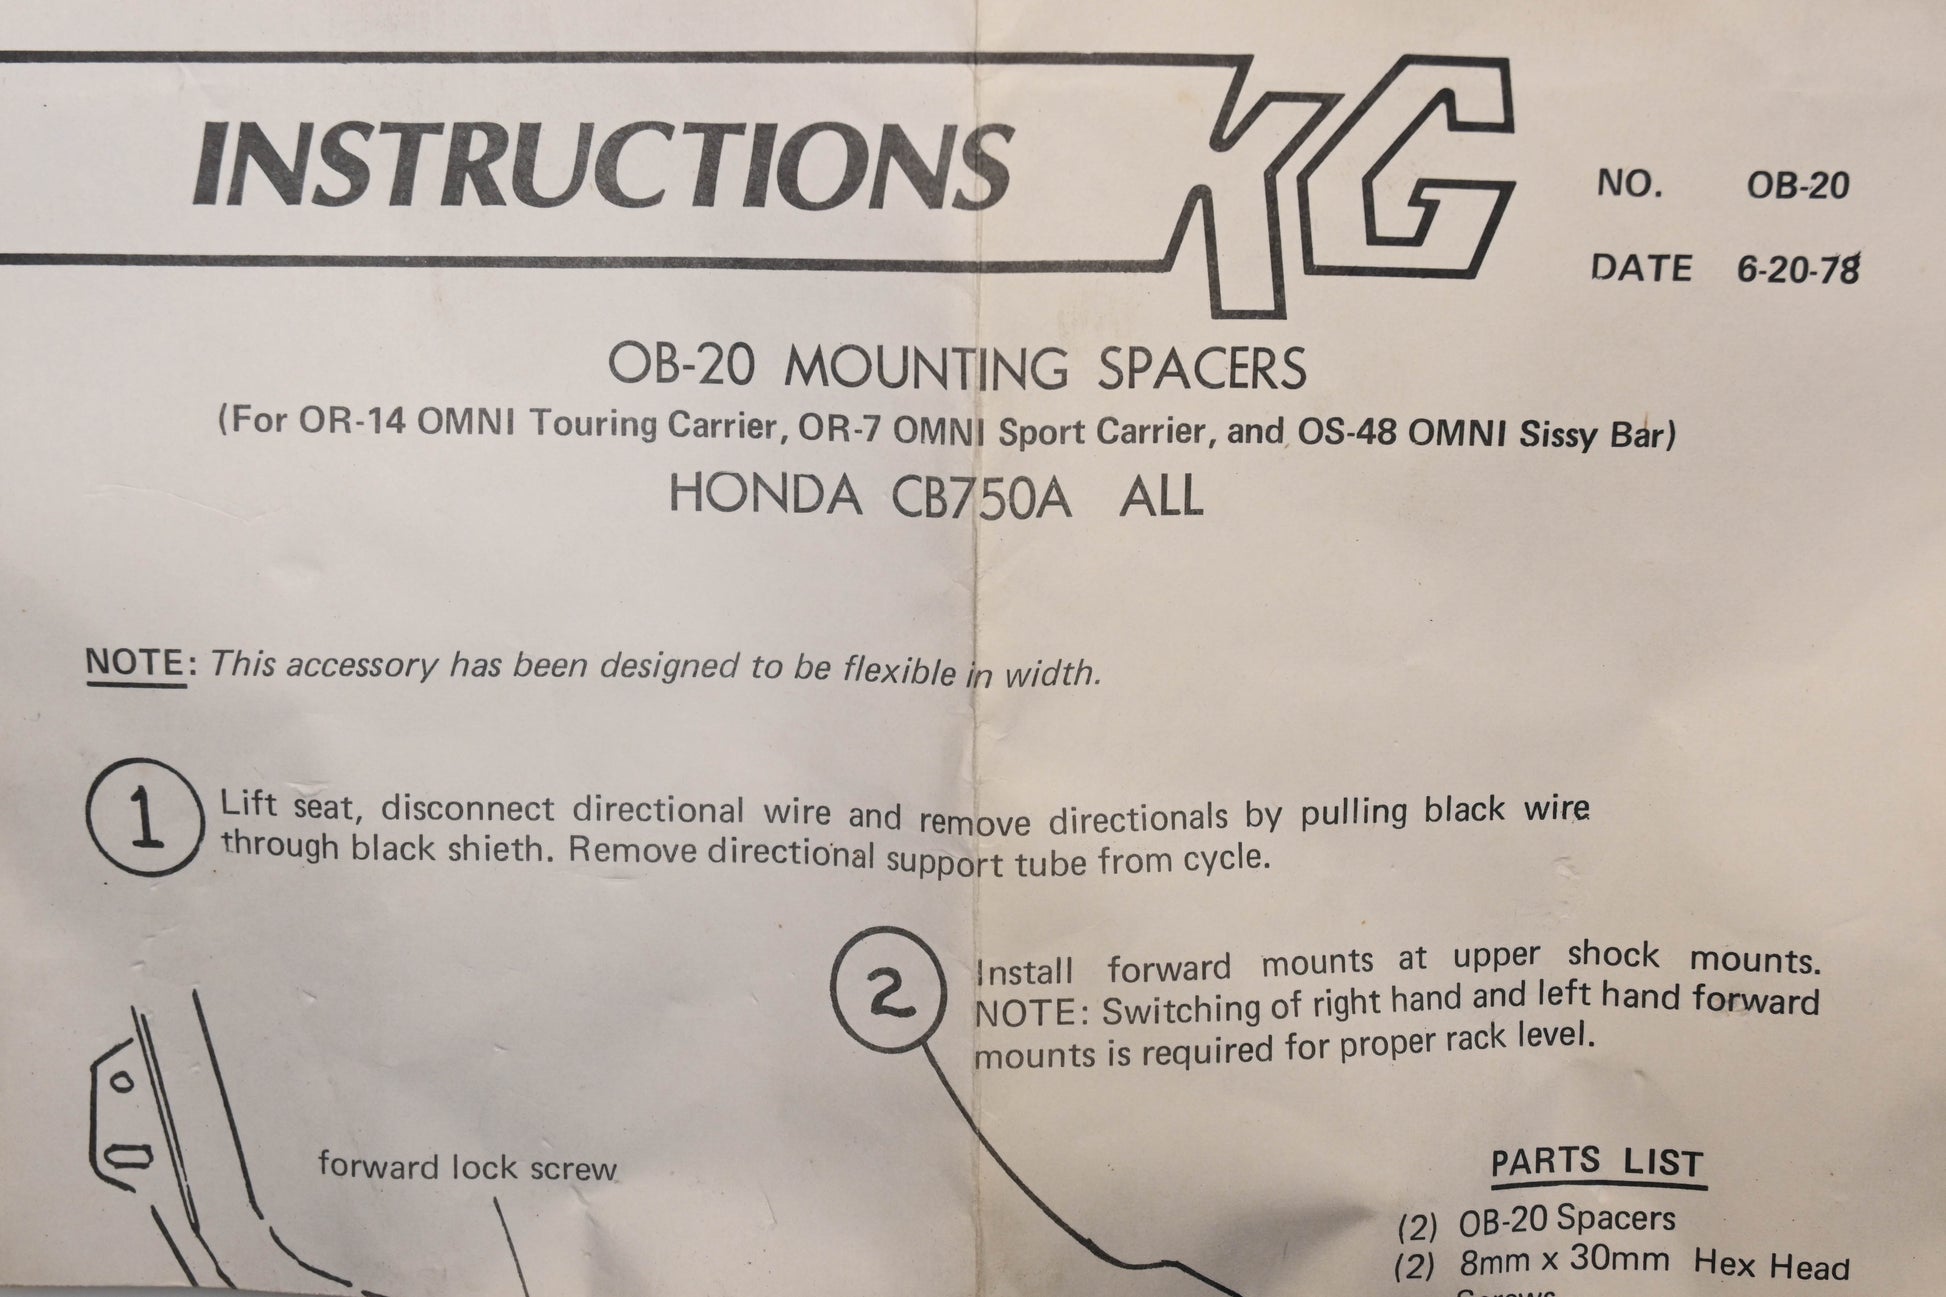 INSTRUCTIONS KG
NO. OB-20
DATE 6-20-78
OB-20 MOUNTING SPACERS
(For OR-14 OMNI Touring Carrier, OR-7 OMNI Sport Carrier, and OS-48 OMNI Sissy Bar)
HONDA CB750A ALL
NOTE: This accessory has been designed to be flexible in width.
1 Lift seat, disconnect directional wire and remove directionals by pulling black wire
through black shieth. Remove directional support tube from cycle.
2 Install forward mounts at upper shock mounts.
NOTE: Switching of right hand and left hand forward
mounts is required for proper rack level.
forward lock screw
PARTS LIST
(2) OB-20 Spacers
(2) 8mm x 30mm Hex Head
Screws